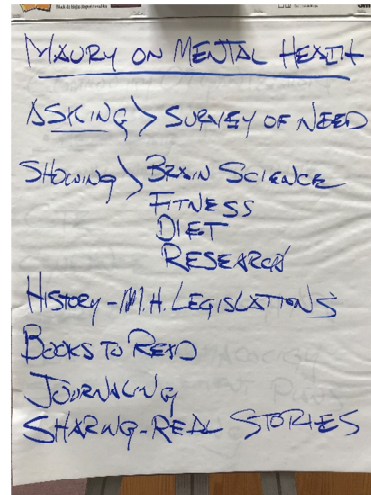 MAURY ON MENTAL HEALTH
ASKING > SURVEY OF NEED
SHOWING > BRAIN SCIENCE
FITNESS
DIET
RESEARCH
HISTORY - M.H. LEGISLATIONS
BOOKS TO READ
JOURNALING
SHARING - REAL STORIES